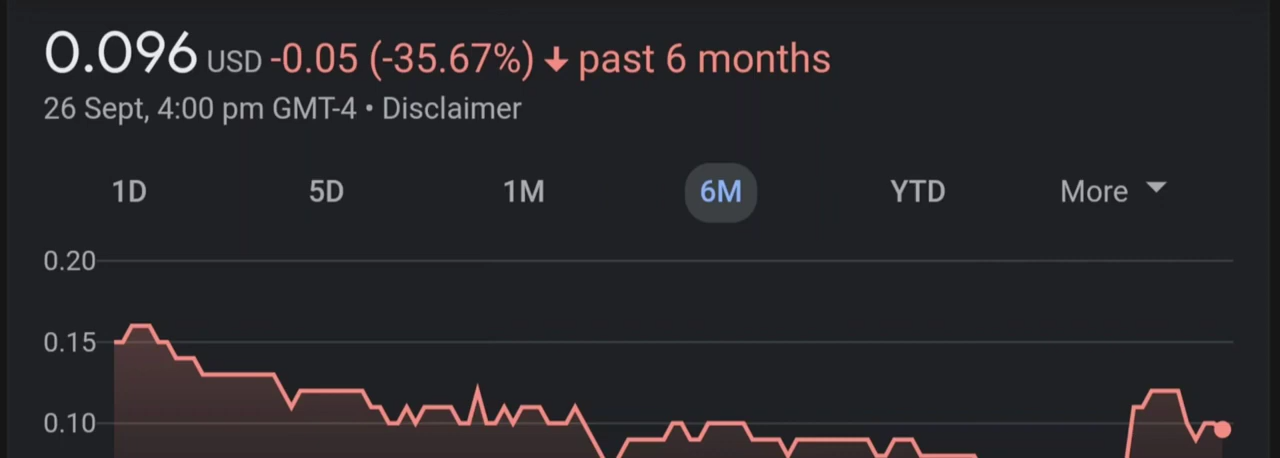 0.096 USD -0.05 (-35.67%) ↓ past 6 months
26 Sept, 4:00 pm GMT-4 • Disclaimer
1D 5D 1M 6M YTD More
0.20
0.15
0.10